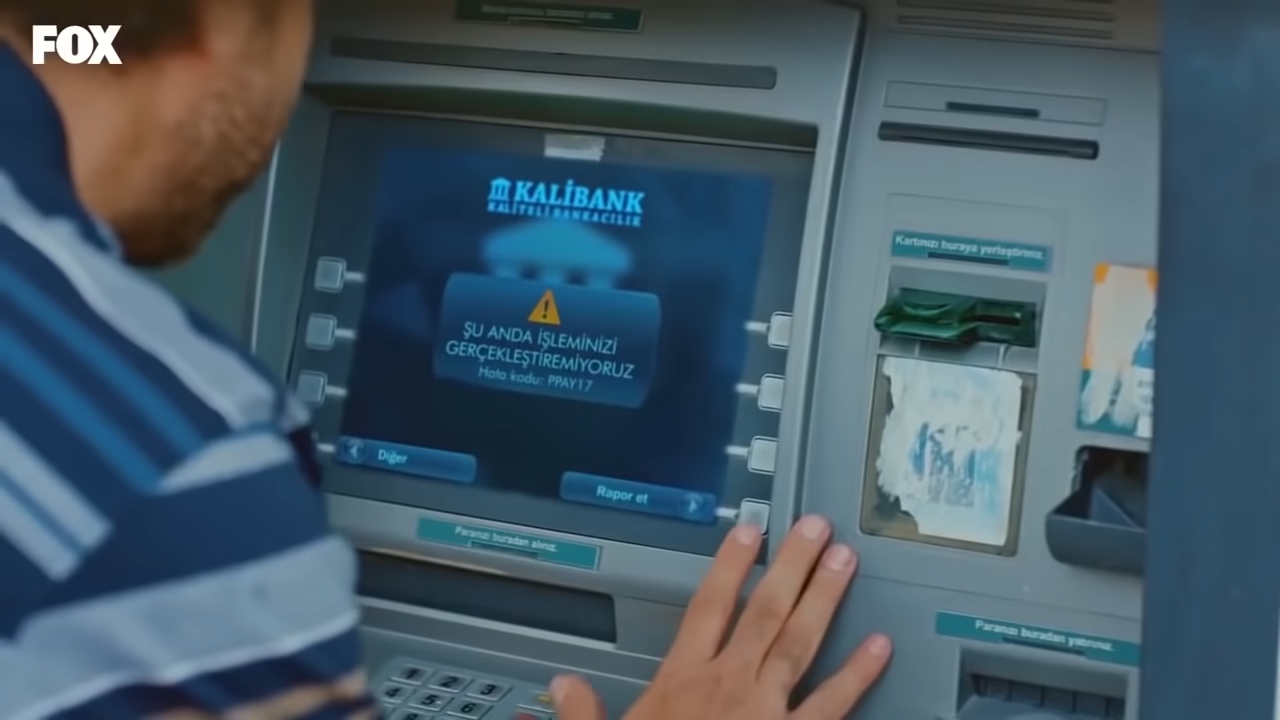 FOX
KALİBANK
KALİTELİ BANKACILIK
ŞU ANDA İŞLEMİNİZİ
GERÇEKLEŞTİREMİYORUZ
Hata kodu: PPAY17
Diğer
Rapor et
Paranızı buradan alınız.
Kartınızı buraya yerleştiriniz.
Paranızı buradan yatırınız.
1 2 3
4 5 6